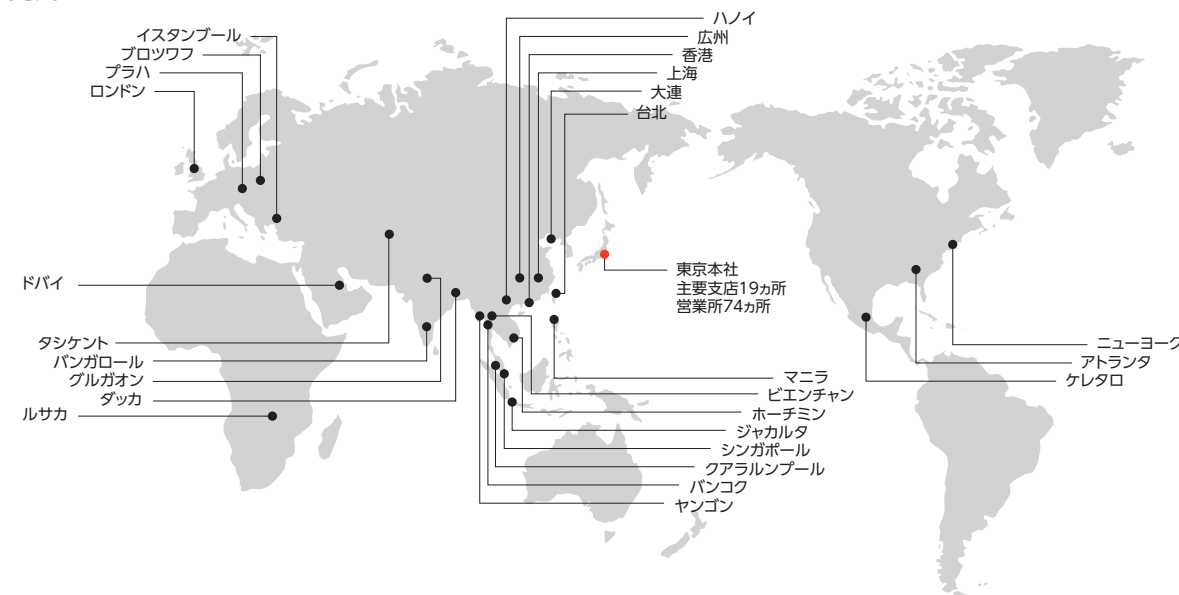 ハノイ
広州
香港
上海
大連
台北
イスタンブール
ブロツワフ
プラハ
ロンドン
ドバイ
タシケント
バンガロール
グルガオン
ダッカ
ルサカ
東京本社
主要支店19ヵ所
営業所74ヵ所
マニラ
ビエンチャン
ホーチミン
ジャカルタ
シンガポール
クアラルンプール
バンコク
ヤンゴン
ニューヨーク
アトランタ
ケレタロ